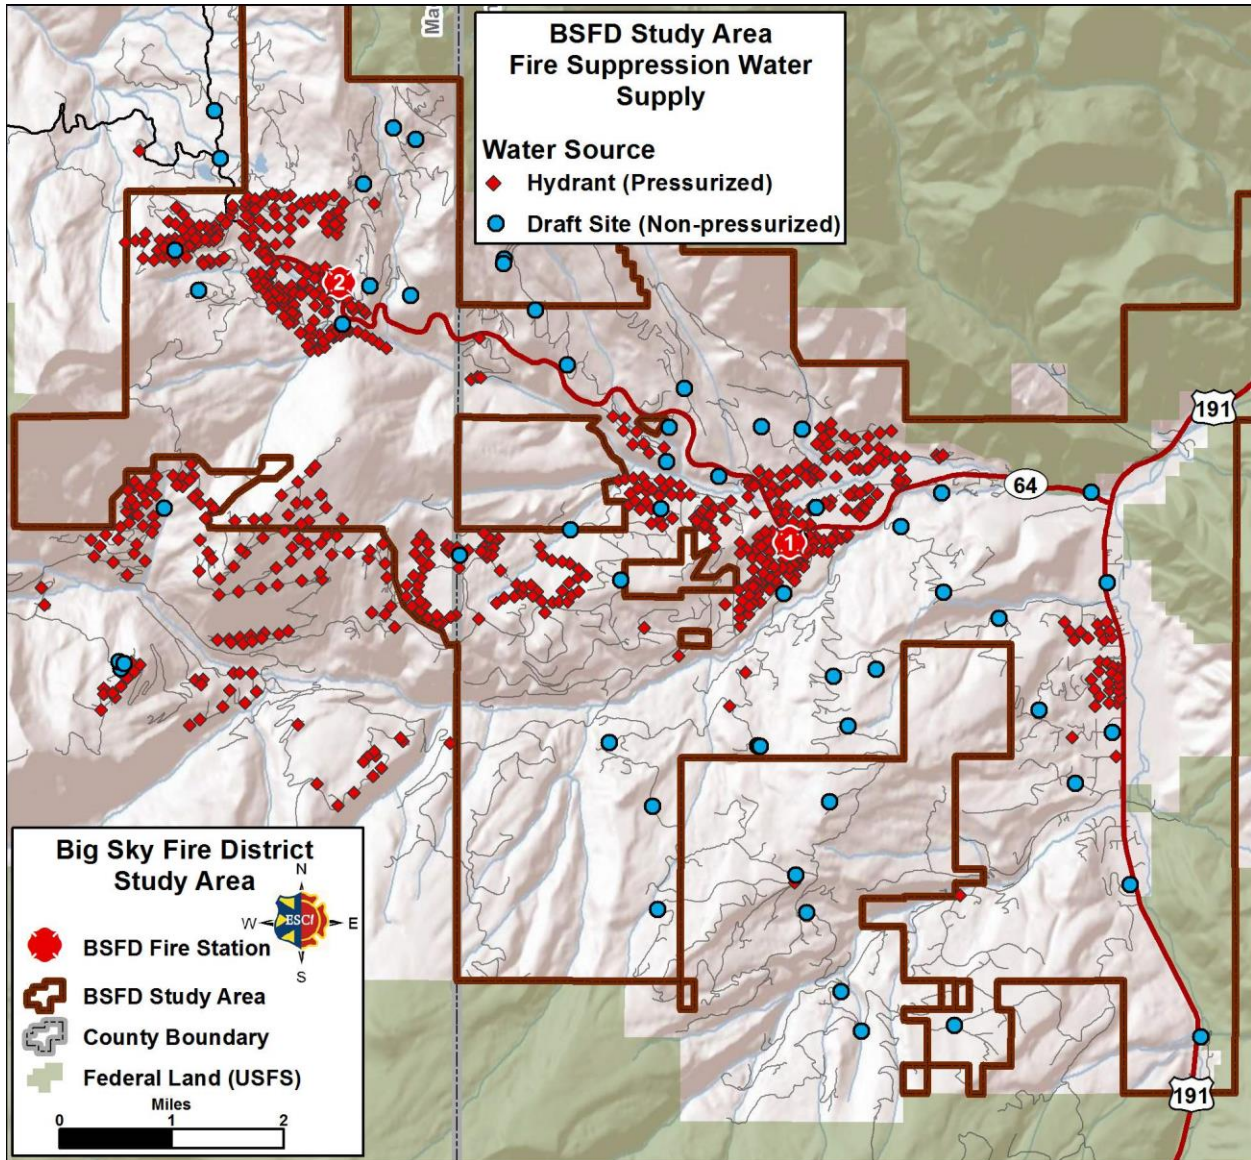 Ma
BSFD Study Area
Fire Suppression Water
Supply
Water Source
Hydrant (Pressurized)
Draft Site (Non-pressurized)
2
191
64
1
Big Sky Fire District
Study Area
N
W
ESCI
E
S
BSFD Fire Station
BSFD Study Area
County Boundary
Federal Land (USFS)
Miles
0 1 2
191